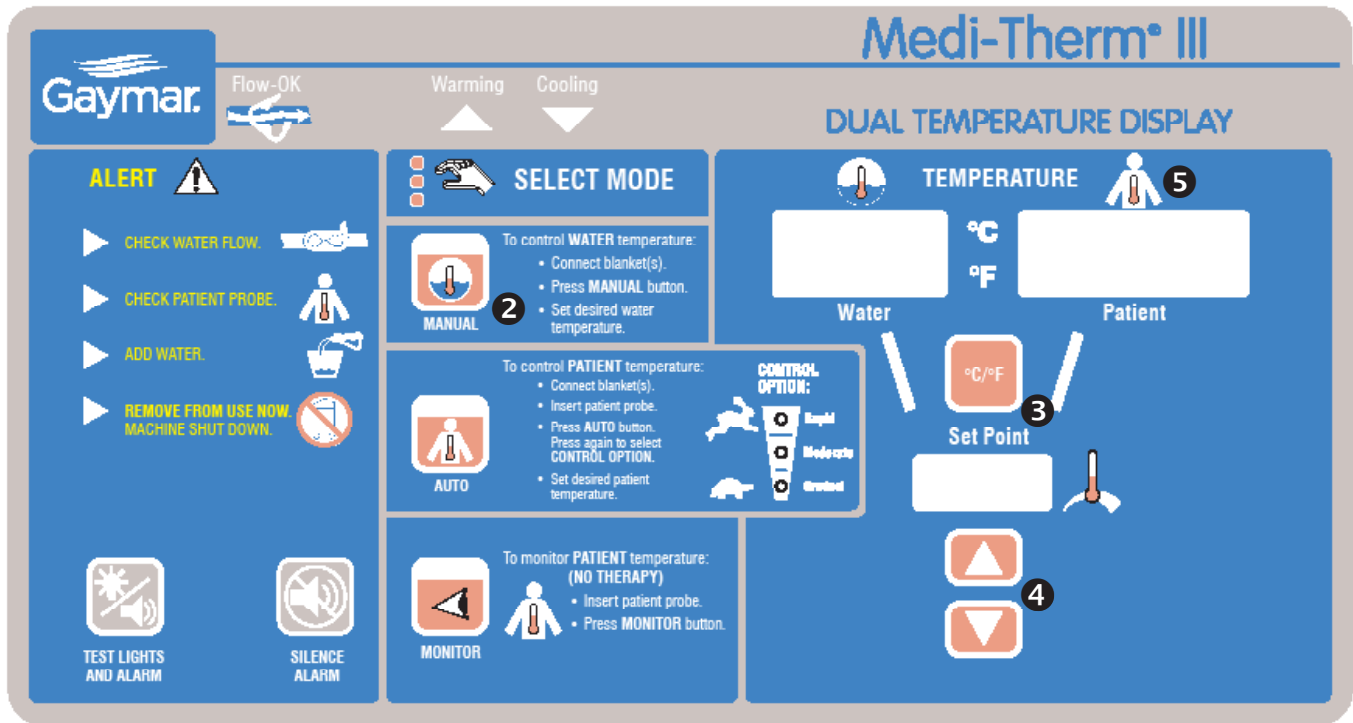 Medi-Therm® III
Gaymar.
Flow-OK
Warming
Cooling
DUAL TEMPERATURE DISPLAY
ALERT
CHECK WATER FLOW.
CHECK PATIENT PROBE.
ADD WATER.
REMOVE FROM USE NOW.
MACHINE SHUT DOWN.
TEST LIGHTS
AND ALARM
SILENCE
ALARM
SELECT MODE
MANUAL
2
To control WATER temperature:
• Connect blanket(s).
• Press MANUAL button.
• Set desired water
temperature.
AUTO
To control PATIENT temperature:
• Connect blanket(s).
• Insert patient probe.
• Press AUTO button.
Press again to select
CONTROL OPTION.
• Set desired patient
temperature.
CONTROL
OPTION:
Rapid
Moderate
Gradual
MONITOR
To monitor PATIENT temperature:
(NO THERAPY)
• Insert patient probe.
• Press MONITOR button.
TEMPERATURE
5
°C
°F
Water
Patient
°C/°F
3
Set Point
4